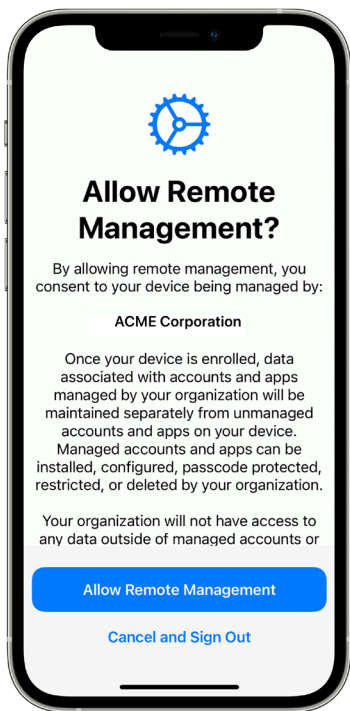 Allow Remote
Management?
By allowing remote management, you
consent to your device being managed by:
ACME Corporation
Once your device is enrolled, data
associated with accounts and apps
managed by your organization will be
maintained separately from unmanaged
accounts and apps on your device.
Managed accounts and apps can be
installed, configured, passcode protected,
restricted, or deleted by your organization.
Your organization will not have access to
any data outside of managed accounts or
Allow Remote Management
Cancel and Sign Out